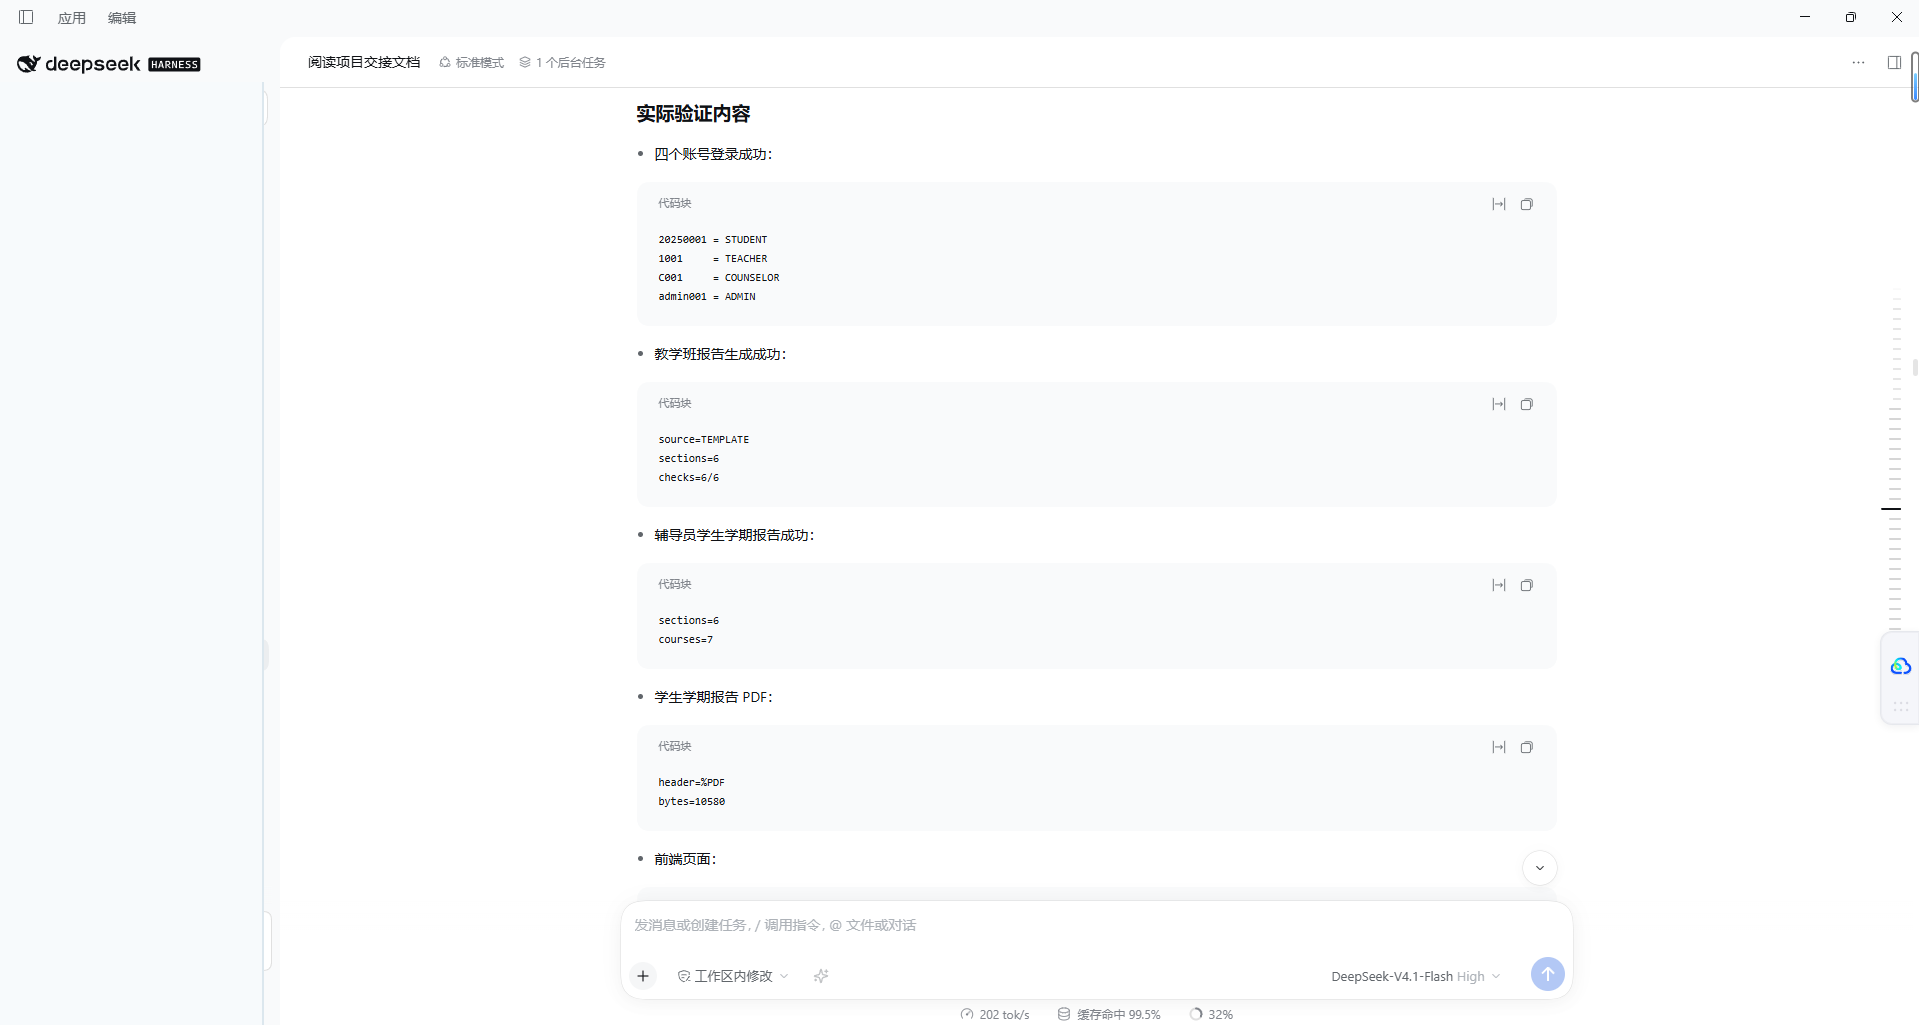 应用 编辑
deepseek HARNESS
阅读项目交接文档 标准模式 1 个后台任务
实际验证内容
四个账号登录成功：
代码块
20250001 = STUDENT
1001     = TEACHER
C001     = COUNSELOR
admin001 = ADMIN
教学班报告生成成功：
代码块
source=TEMPLATE
sections=6
checks=6/6
辅导员学生学期报告成功：
代码块
sections=6
courses=7
学生学期报告 PDF：
代码块
header=%PDF
bytes=10580
前端页面：
发消息或创建任务, / 调用指令, @ 文件或对话
工作区内修改
DeepSeek-V4.1-Flash High
202 tok/s 缓存命中 99.5% 32%